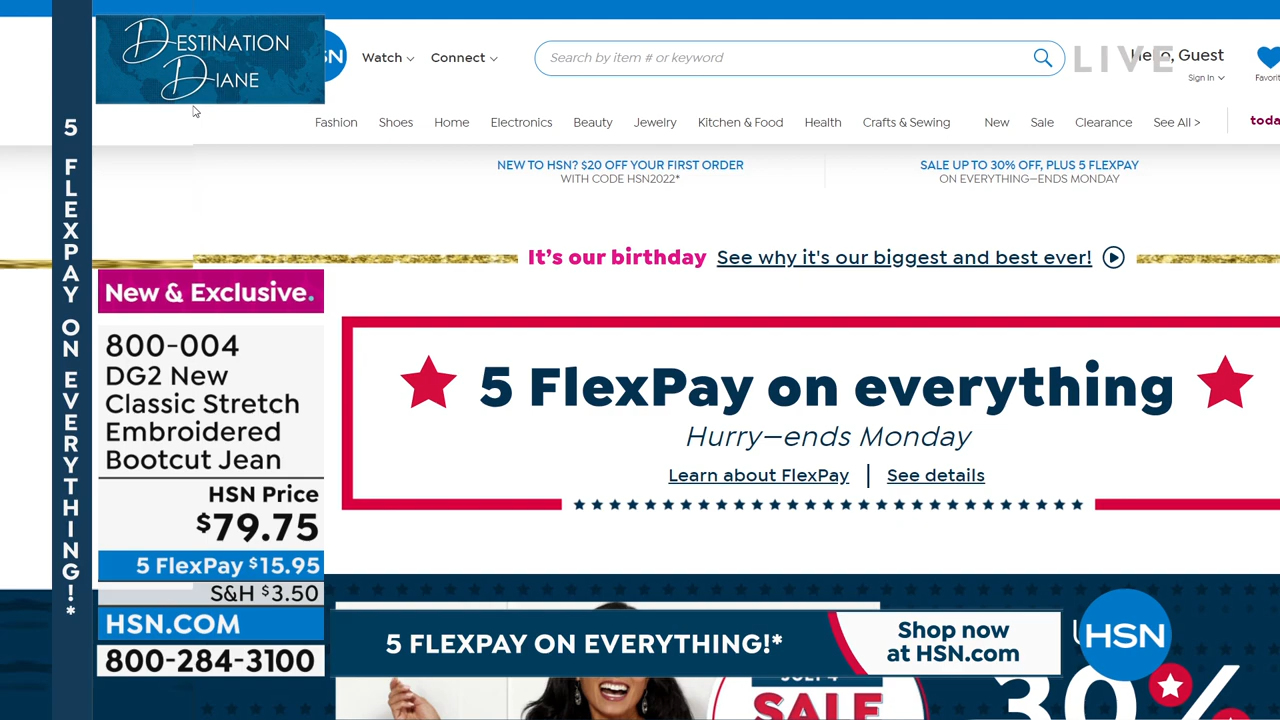 DESTINATION
DIANE
SN
Watch
Connect
Search by item # or keyword
LIVE
Hello, Guest
Sign In
Fashion
Shoes
Home
Electronics
Beauty
Jewelry
Kitchen & Food
Health
Crafts & Sewing
New
Sale
Clearance
See All >
NEW TO HSN? $20 OFF YOUR FIRST ORDER
WITH CODE HSN2022*
SALE UP TO 30% OFF, PLUS 5 FLEXPAY
ON EVERYTHING—ENDS MONDAY
It's our birthday See why it's our biggest and best ever!
5 FLEXPAY ON EVERYTHING!*
New & Exclusive.
800-004
DG2 New
Classic Stretch
Embroidered
Bootcut Jean
HSN Price
$79.75
5 FlexPay $15.95
S&H $3.50
HSN.COM
800-284-3100
5 FlexPay on everything
Hurry—ends Monday
Learn about FlexPay | See details
5 FLEXPAY ON EVERYTHING!*
Shop now
at HSN.com
HSN
JULY 4
SALE
30%